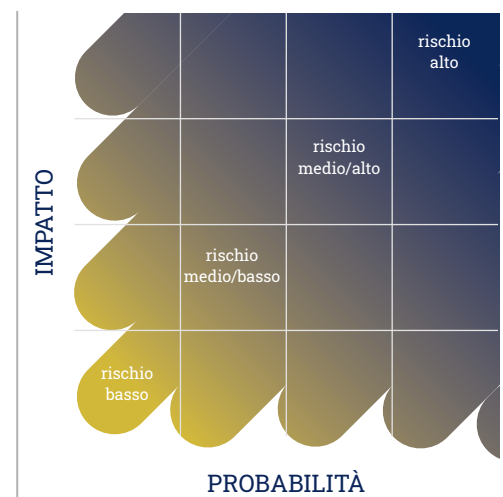 rischio
alto
rischio
medio/alto
IMPATTO
rischio
medio/basso
rischio
basso
PROBABILITÀ